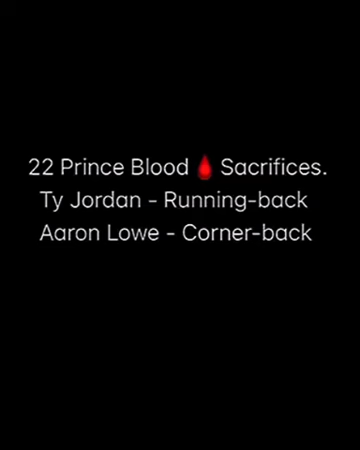 22 Prince Blood 🩸 Sacrifices.
Ty Jordan - Running-back
Aaron Lowe - Corner-back